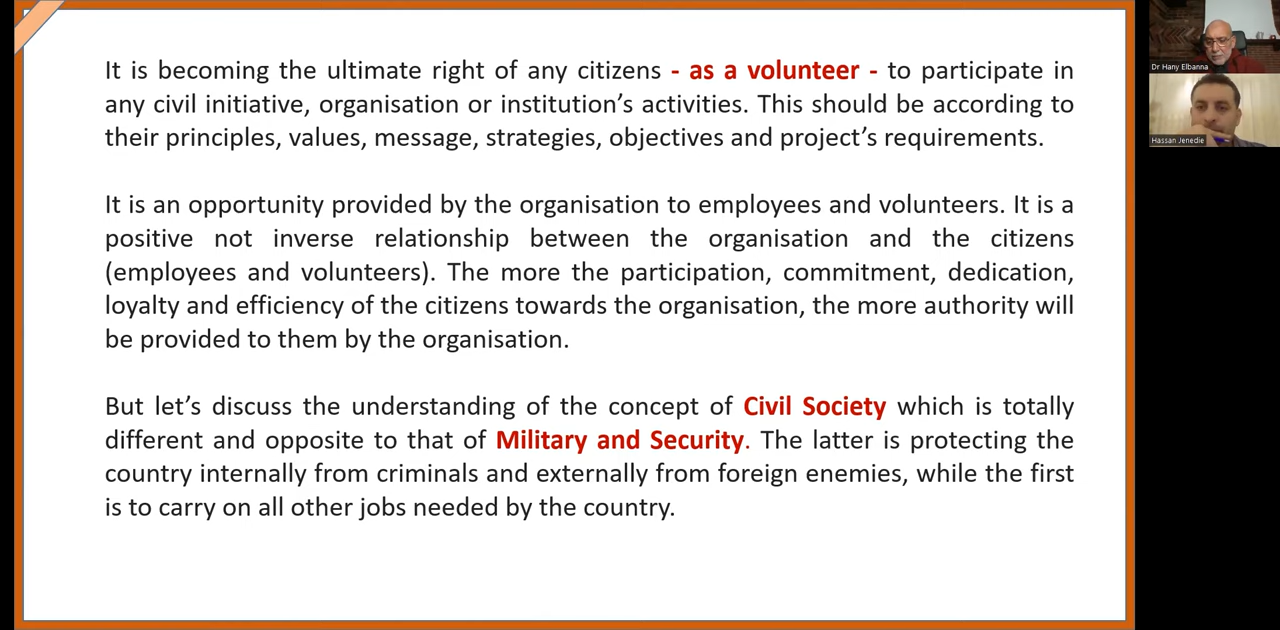 It is becoming the ultimate right of any citizens - as a volunteer - to participate in
any civil initiative, organisation or institution’s activities. This should be according to
their principles, values, message, strategies, objectives and project’s requirements.
It is an opportunity provided by the organisation to employees and volunteers. It is a
positive not inverse relationship between the organisation and the citizens
(employees and volunteers). The more the participation, commitment, dedication,
loyalty and efficiency of the citizens towards the organisation, the more authority will
be provided to them by the organisation.
But let’s discuss the understanding of the concept of Civil Society which is totally
different and opposite to that of Military and Security. The latter is protecting the
country internally from criminals and externally from foreign enemies, while the first
is to carry on all other jobs needed by the country.
Dr Hany Elbanna
Hassan Jenedie